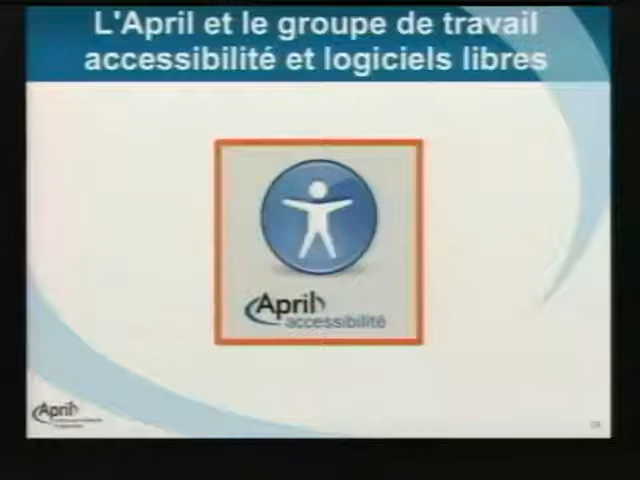 L'April et le groupe de travail
accessibilité et logiciels libres
April
accessibilité
April